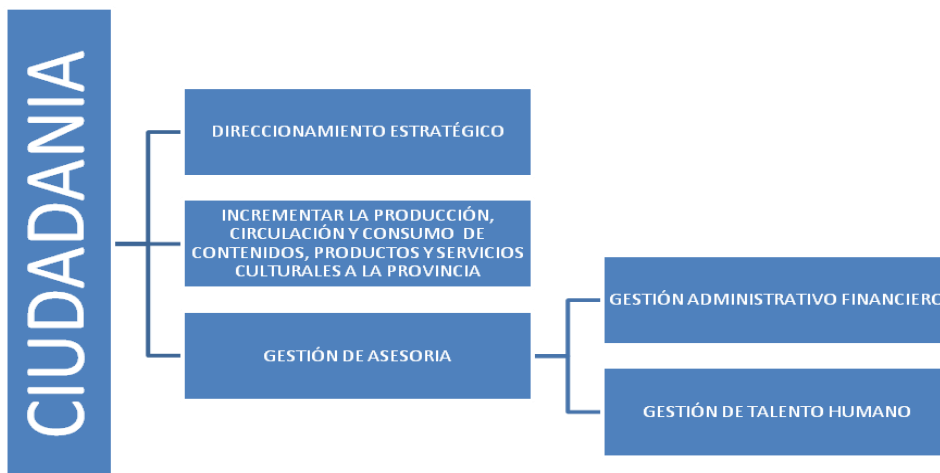 CIUDADANIA
DIRECCIONAMIENTO ESTRATÉGICO
INCREMENTAR LA PRODUCCIÓN,
CIRCULACIÓN Y CONSUMO DE
CONTENIDOS, PRODUCTOS Y SERVICIOS
CULTURALES A LA PROVINCIA
GESTIÓN DE ASESORIA
GESTIÓN ADMINISTRATIVO FINANCIERO
GESTIÓN DE TALENTO HUMANO